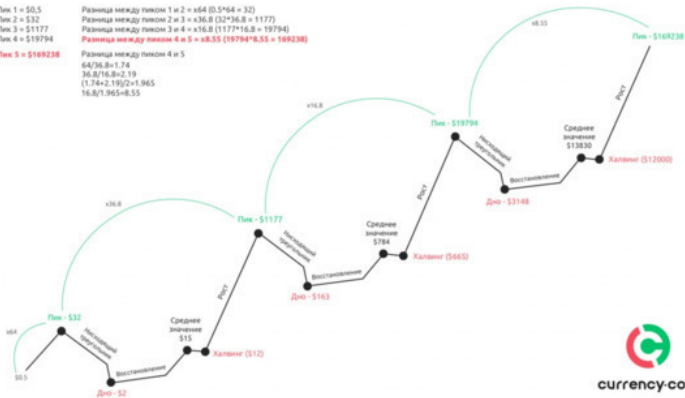 Пик 1 = $0,5
Пик 2 = $32
Пик 3 = $1177
Пик 4 = $19794
Пик 5 = $169238
Разница между пиком 1 и 2 = x64 (0.5*64 = 32)
Разница между пиком 2 и 3 = x36.8 (32*36.8 = 1177)
Разница между пиком 3 и 4 = x16.8 (1177*16.8 = 19794)
Разница между пиком 4 и 5 = x8.55 (19794*8.55 = 169238)
Разница между пиком 4 и 5
64/36.8=1.74
36.8/16.8=2.19
(1.74+2.19)/2=1.965
16.8/1.965=8.55
x8.55
Пик - $169238
x16.8
Пик - $19794
Нисходящий
треугольник
Среднее
значение
$13830
Халвинг ($12000)
Восстановление
Рост
Дно - $3148
x36.8
Пик - $1177
Нисходящий
треугольник
Среднее
значение
$784
Халвинг ($665)
Рост
Восстановление
Дно - $163
x64
Пик - $32
Нисходящий
треугольник
Среднее
значение
$15
Халвинг ($12)
Рост
Восстановление
$0.5
Дно - $2
currency.co